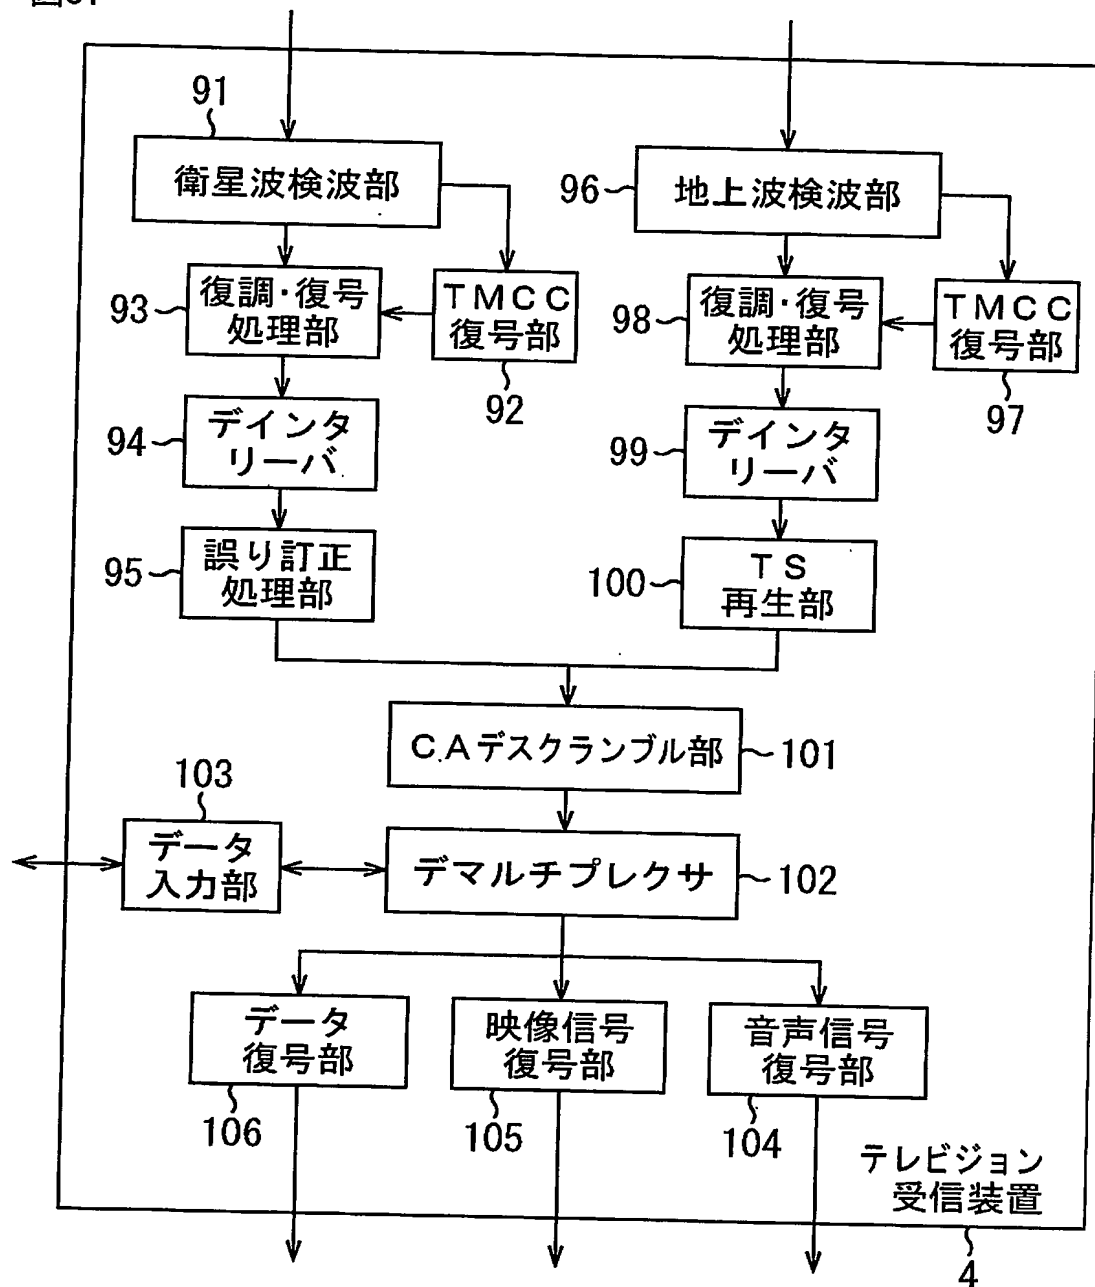 91
衛星波検波部
96
地上波検波部
93
復調・復号
処理部
TMCC
復号部
92
98
復調・復号
処理部
TMCC
復号部
97
94
デインタ
リーバ
99
デインタ
リーバ
95
誤り訂正
処理部
100
TS
再生部
C.Aデスクランブル部
101
103
データ
入力部
デマルチプレクサ
102
データ
復号部
106
映像信号
復号部
105
音声信号
復号部
104
テレビジョン
受信装置
4